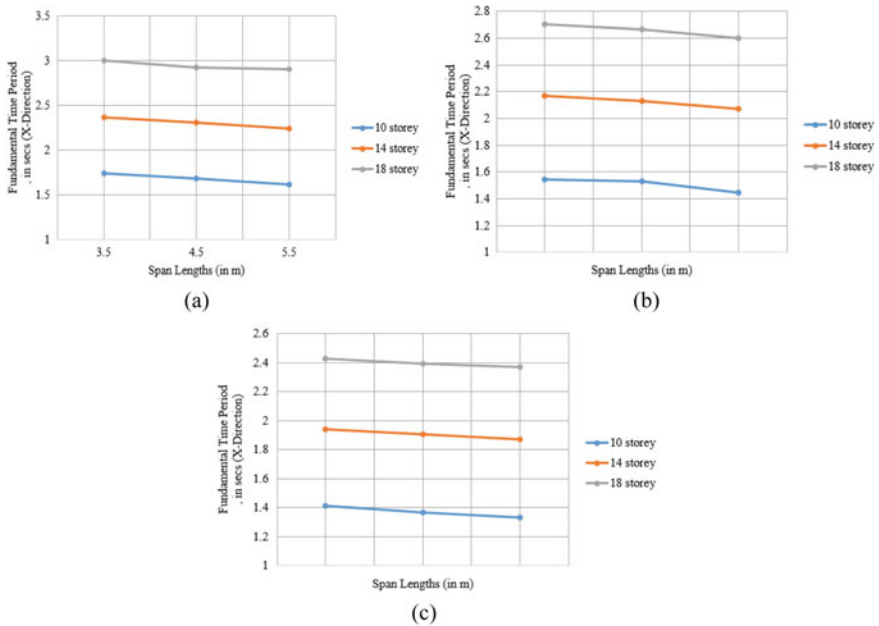 3.5
3
2.5
2
1.5
1
Fundamental Time Period
, in secs (X-Direction)
3.5 4.5 5.5
Span Lengths (in m)
10 storey
14 storey
18 storey
(a)
2.8
2.6
2.4
2.2
2
1.8
1.6
1.4
1.2
1
Fundamental Time Period
, in secs (X-Direction)
Span Lengths (in m)
10 storey
14 storey
18 storey
(b)
2.6
2.4
2.2
2
1.8
1.6
1.4
1.2
1
Fundamental Time Period
, in secs (X-Direction)
Span Lengths (in m)
10 storey
14 storey
18 storey
(c)